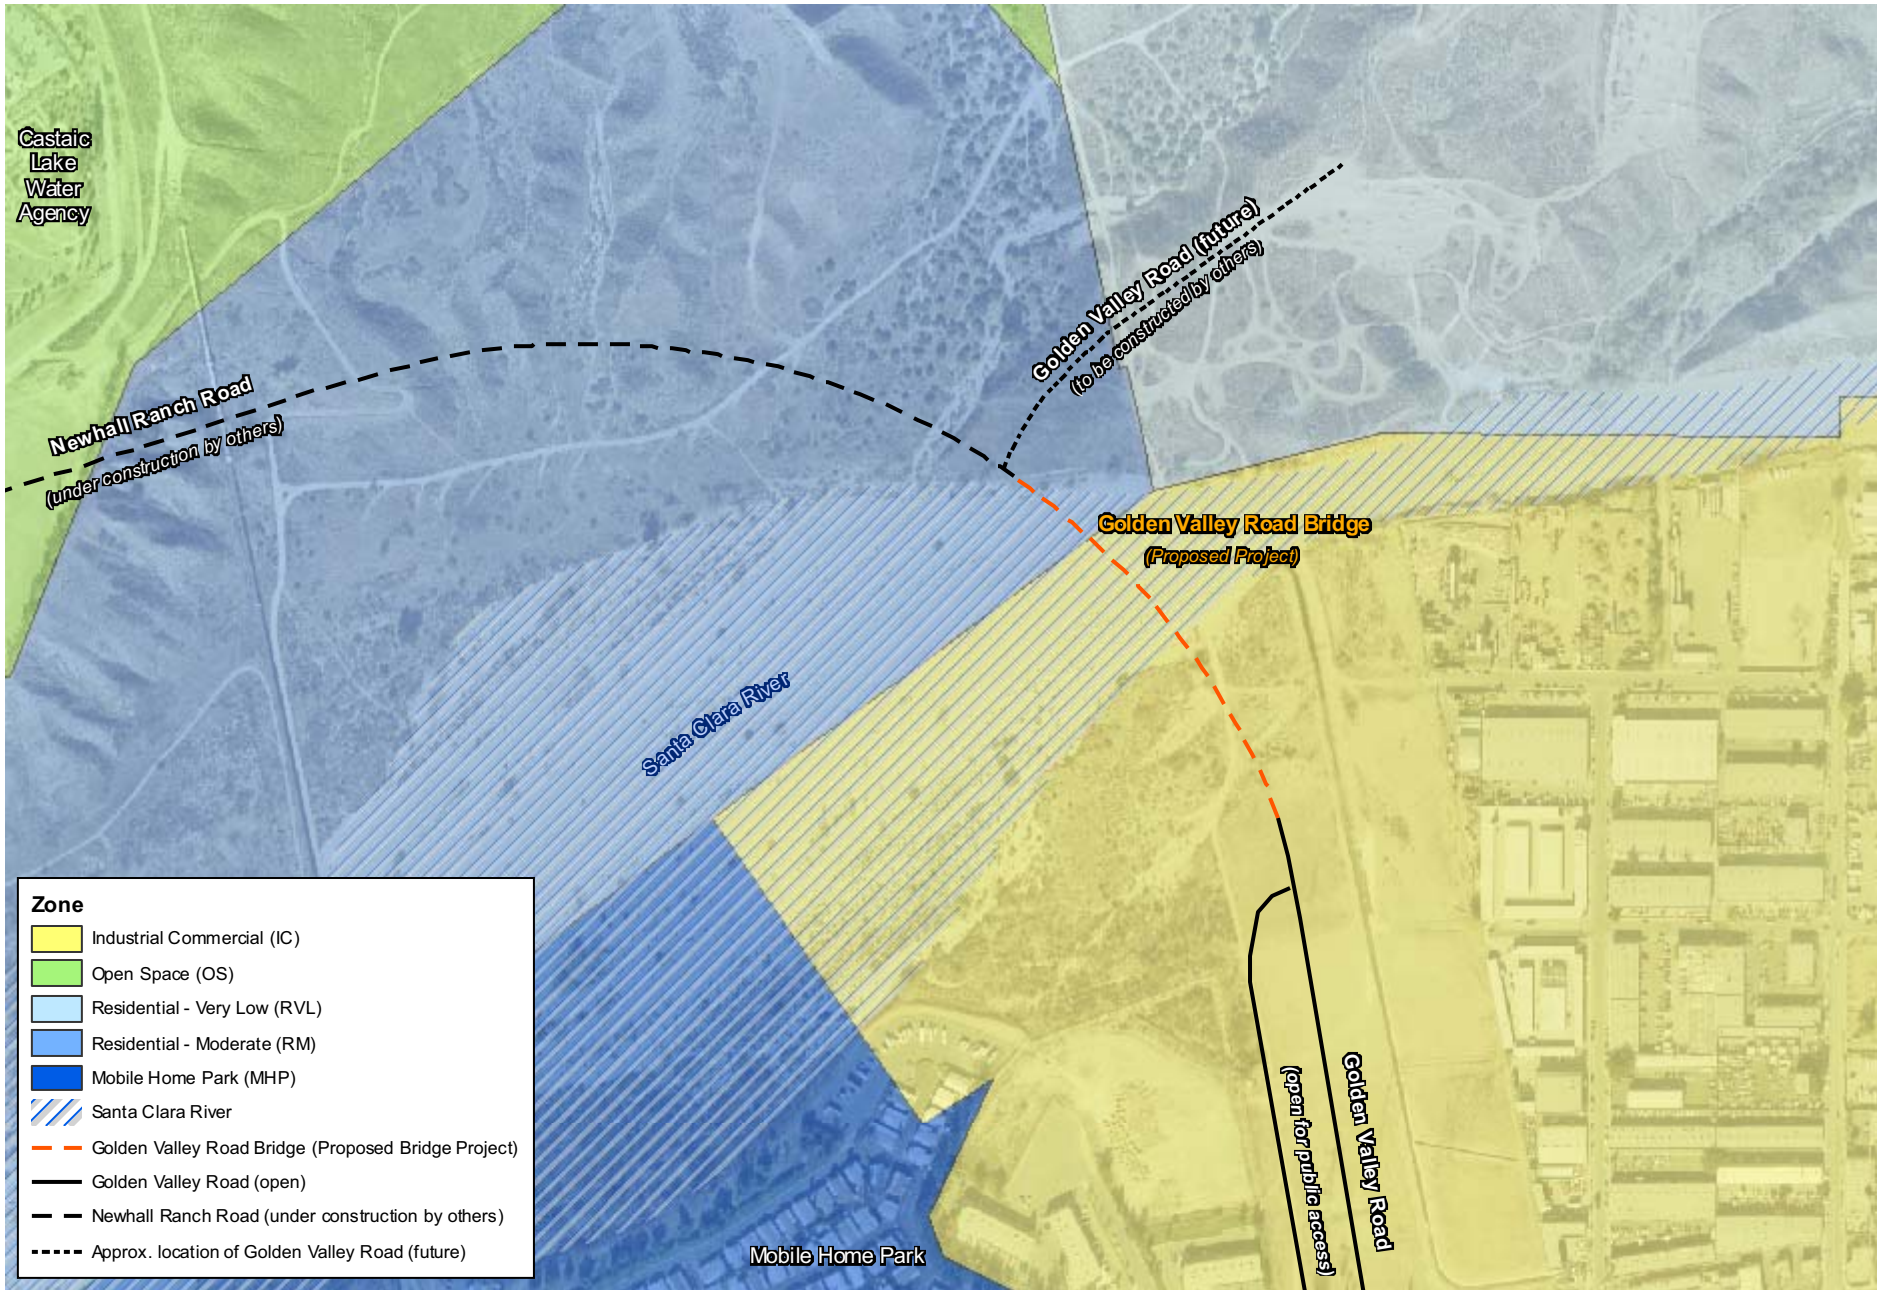 Castaic
Lake
Water
Agency
Golden Valley Road (future)
(to be constructed by others)
Newhall Ranch Road
(under construction by others)
Golden Valley Road Bridge
(Proposed Project)
Santa Clara River
Golden Valley Road
(open for public access)
Mobile Home Park
Zone
Industrial Commercial (IC)
Open Space (OS)
Residential - Very Low (RVL)
Residential - Moderate (RM)
Mobile Home Park (MHP)
Santa Clara River
Golden Valley Road Bridge (Proposed Bridge Project)
Golden Valley Road (open)
Newhall Ranch Road (under construction by others)
Approx. location of Golden Valley Road (future)